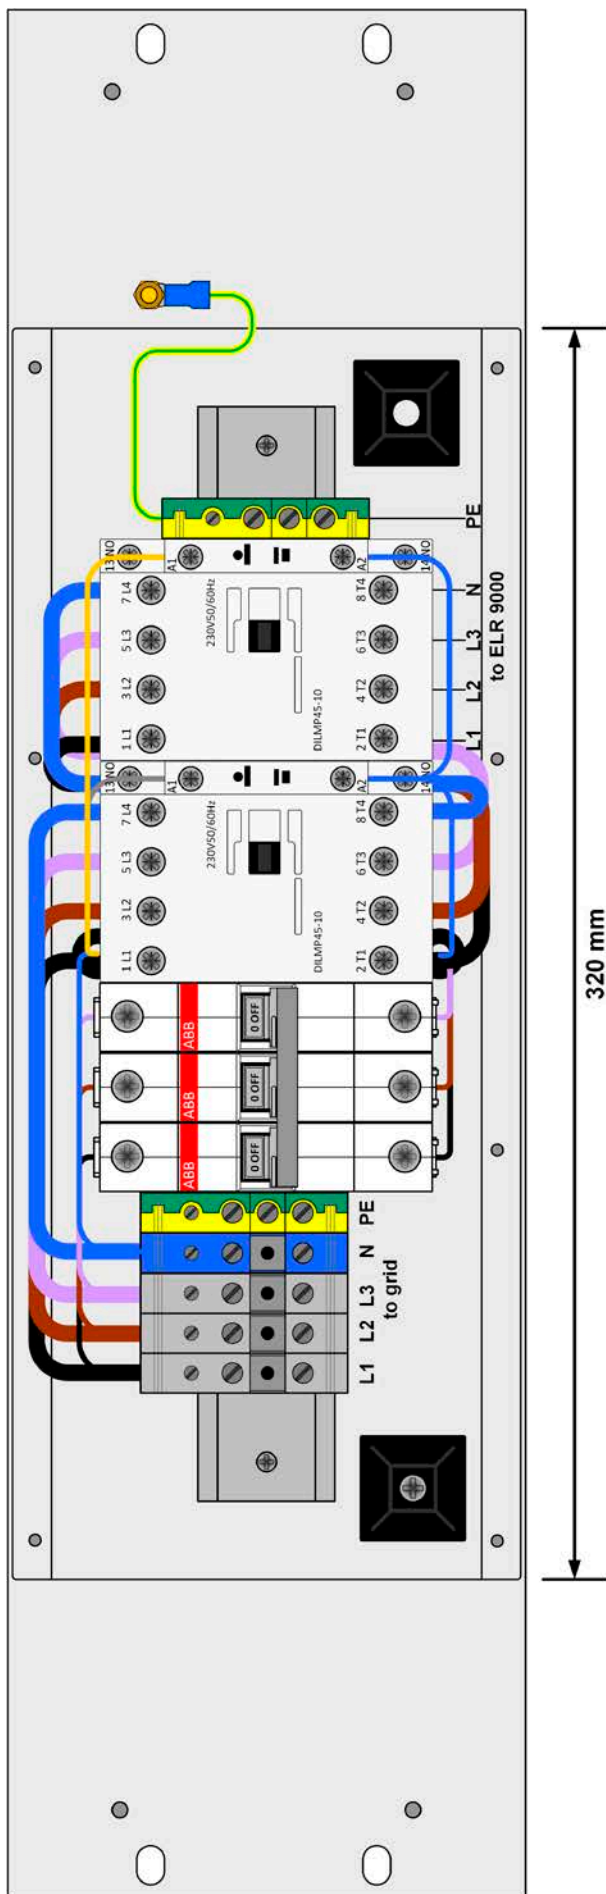 PE
13 NO
A1
A2
14 NO
7 L4
8 T4
N
5 L3
230V50/60Hz
6 T3
L3
3 L2
4 T2
L2
1 L1
DILMP45-10
2 T1
L1
to ELR 9000
13 NO
A1
A2
14 NO
7 L4
8 T4
5 L3
230V50/60Hz
6 T3
3 L2
4 T2
1 L1
DILMP45-10
2 T1
320 mm
ABB
0 OFF
ABB
0 OFF
ABB
0 OFF
PE
N
L3
L2
L1
to grid